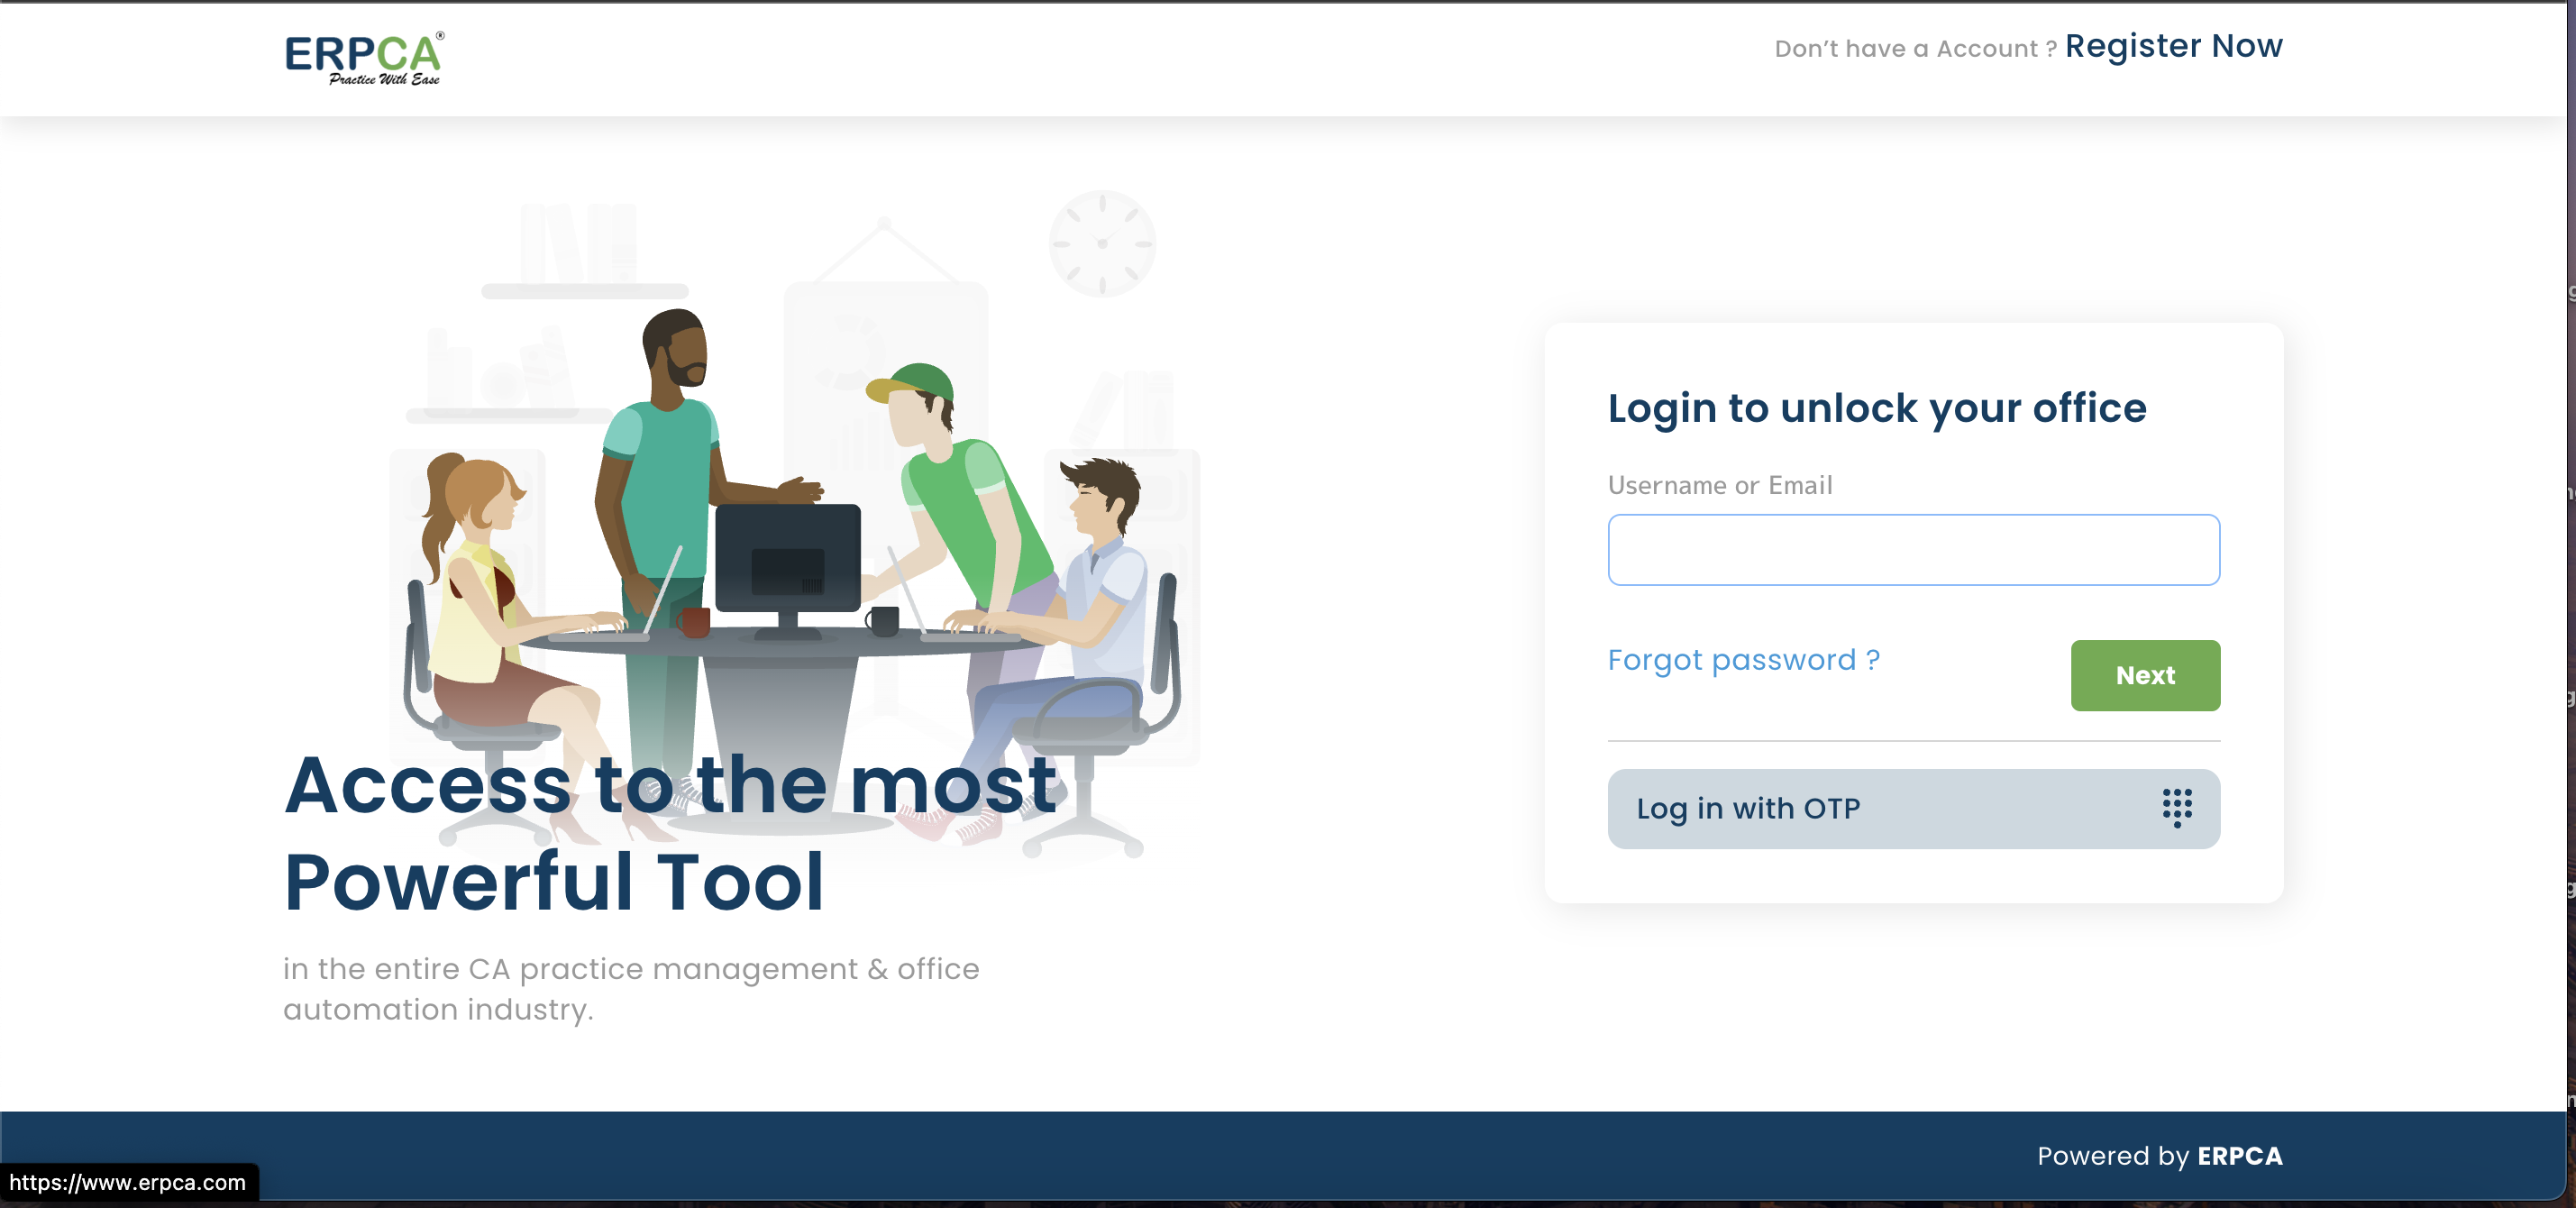 ERPCA®
Practice With Ease
Don’t have a Account ? Register Now
Login to unlock your office
Username or Email
Forgot password ?
Next
Log in with OTP
Access to the most
Powerful Tool
in the entire CA practice management & office
automation industry.
Powered by ERPCA
https://www.erpca.com